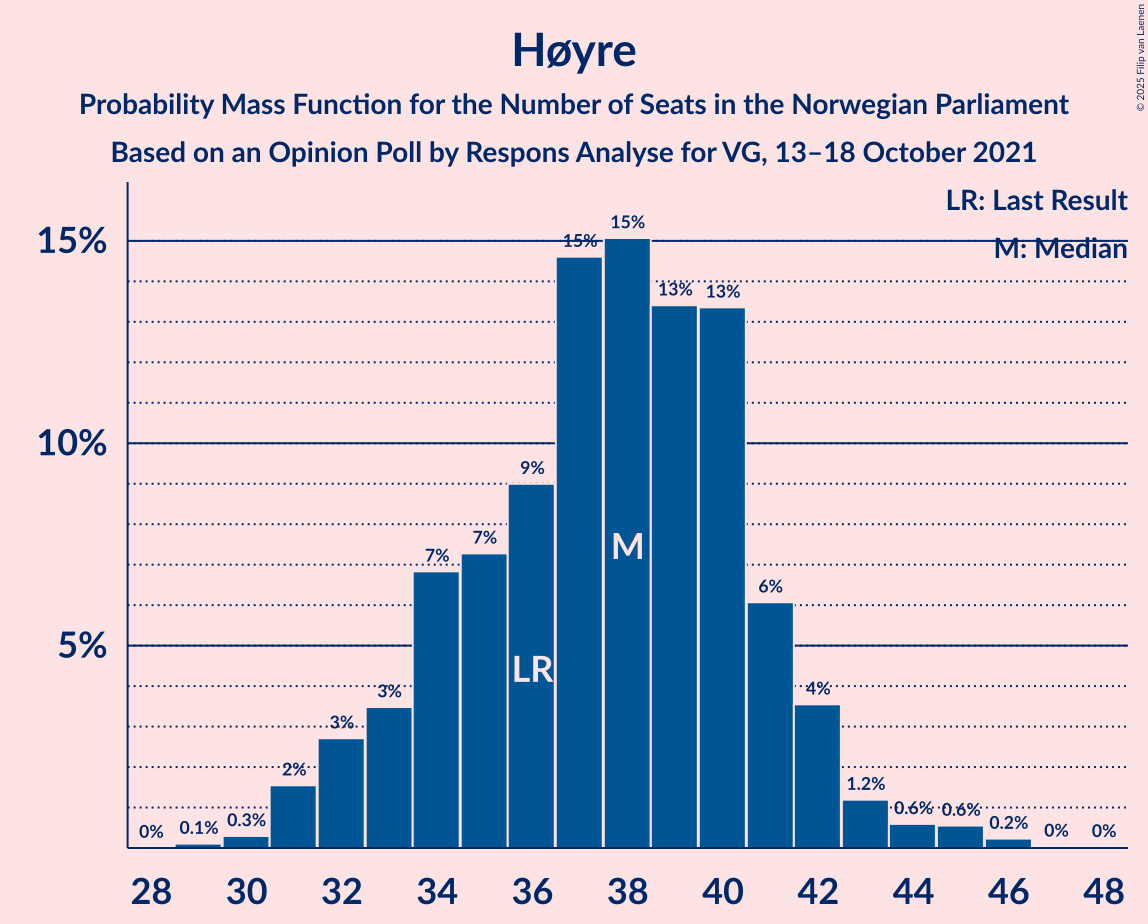 Høyre
Probability Mass Function for the Number of Seats in the Norwegian Parliament
Based on an Opinion Poll by Respons Analyse for VG, 13–18 October 2021
© 2025 Filip van Laenen
LR: Last Result
M: Median
15%
10%
5%
0%
0.1%
0.3%
2%
3%
3%
7%
7%
9%
15%
15%
13%
13%
6%
4%
1.2%
0.6%
0.6%
0.2%
0%
0%
LR
M
28 30 32 34 36 38 40 42 44 46 48